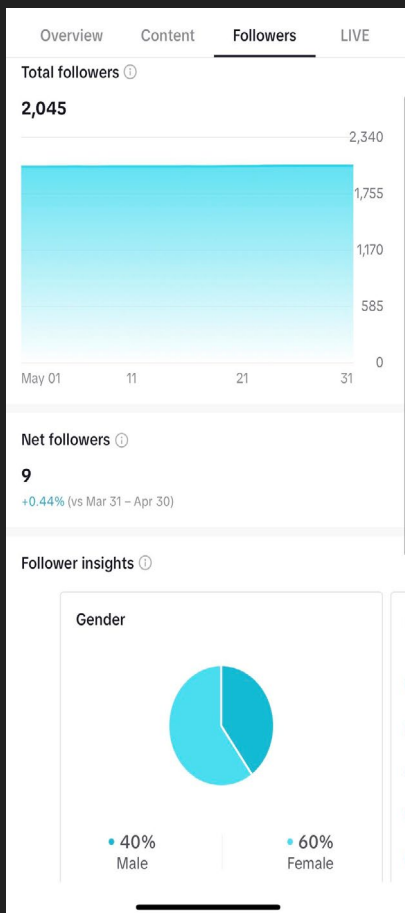 Overview Content Followers LIVE
Total followers
2,045
2,340
1,755
1,170
585
0
May 01 11 21 31
Net followers
9
+0.44% (vs Mar 31 – Apr 30)
Follower insights
Gender
40% 60%
Male Female